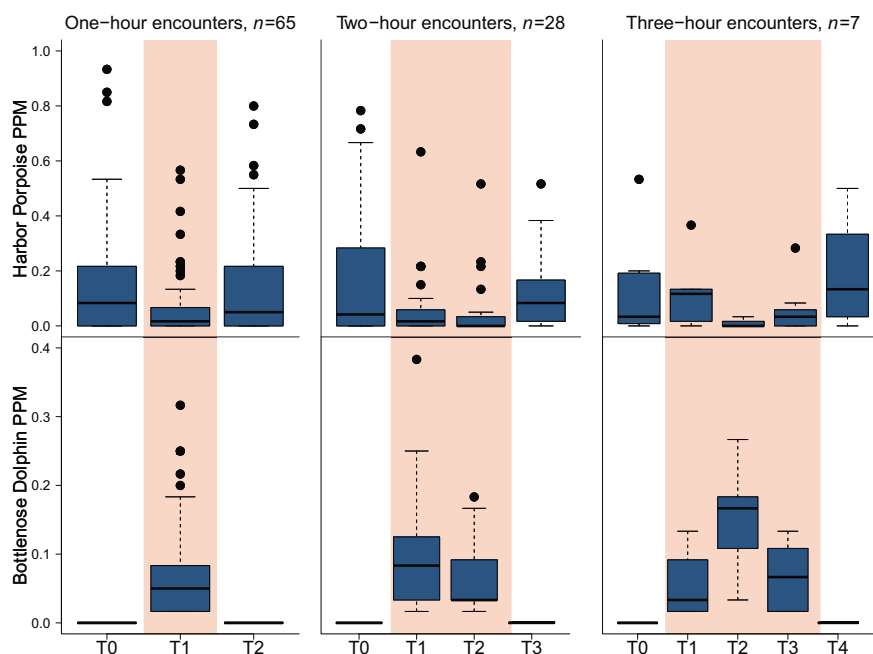 One−hour encounters, n=65
Two−hour encounters, n=28
Three−hour encounters, n=7
Harbor Porpoise PPM
1.0
0.8
0.6
0.4
0.2
0.0
Bottlenose Dolphin PPM
0.4
0.3
0.2
0.1
0.0
T0 T1 T2
T0 T1 T2 T3
T0 T1 T2 T3 T4